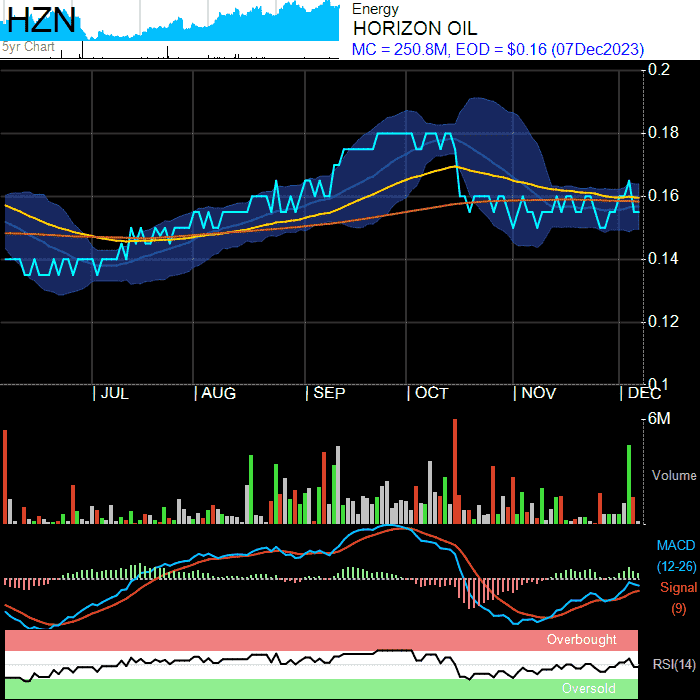 HZN
5yr Chart
Energy
HORIZON OIL
MC = 250.8M, EOD = $0.16 (07Dec2023)
0.2
0.18
0.16
0.14
0.12
0.1
JUL AUG SEP OCT NOV DEC
6M
Volume
MACD
(12-26)
Signal
(9)
Overbought
RSI(14)
Oversold